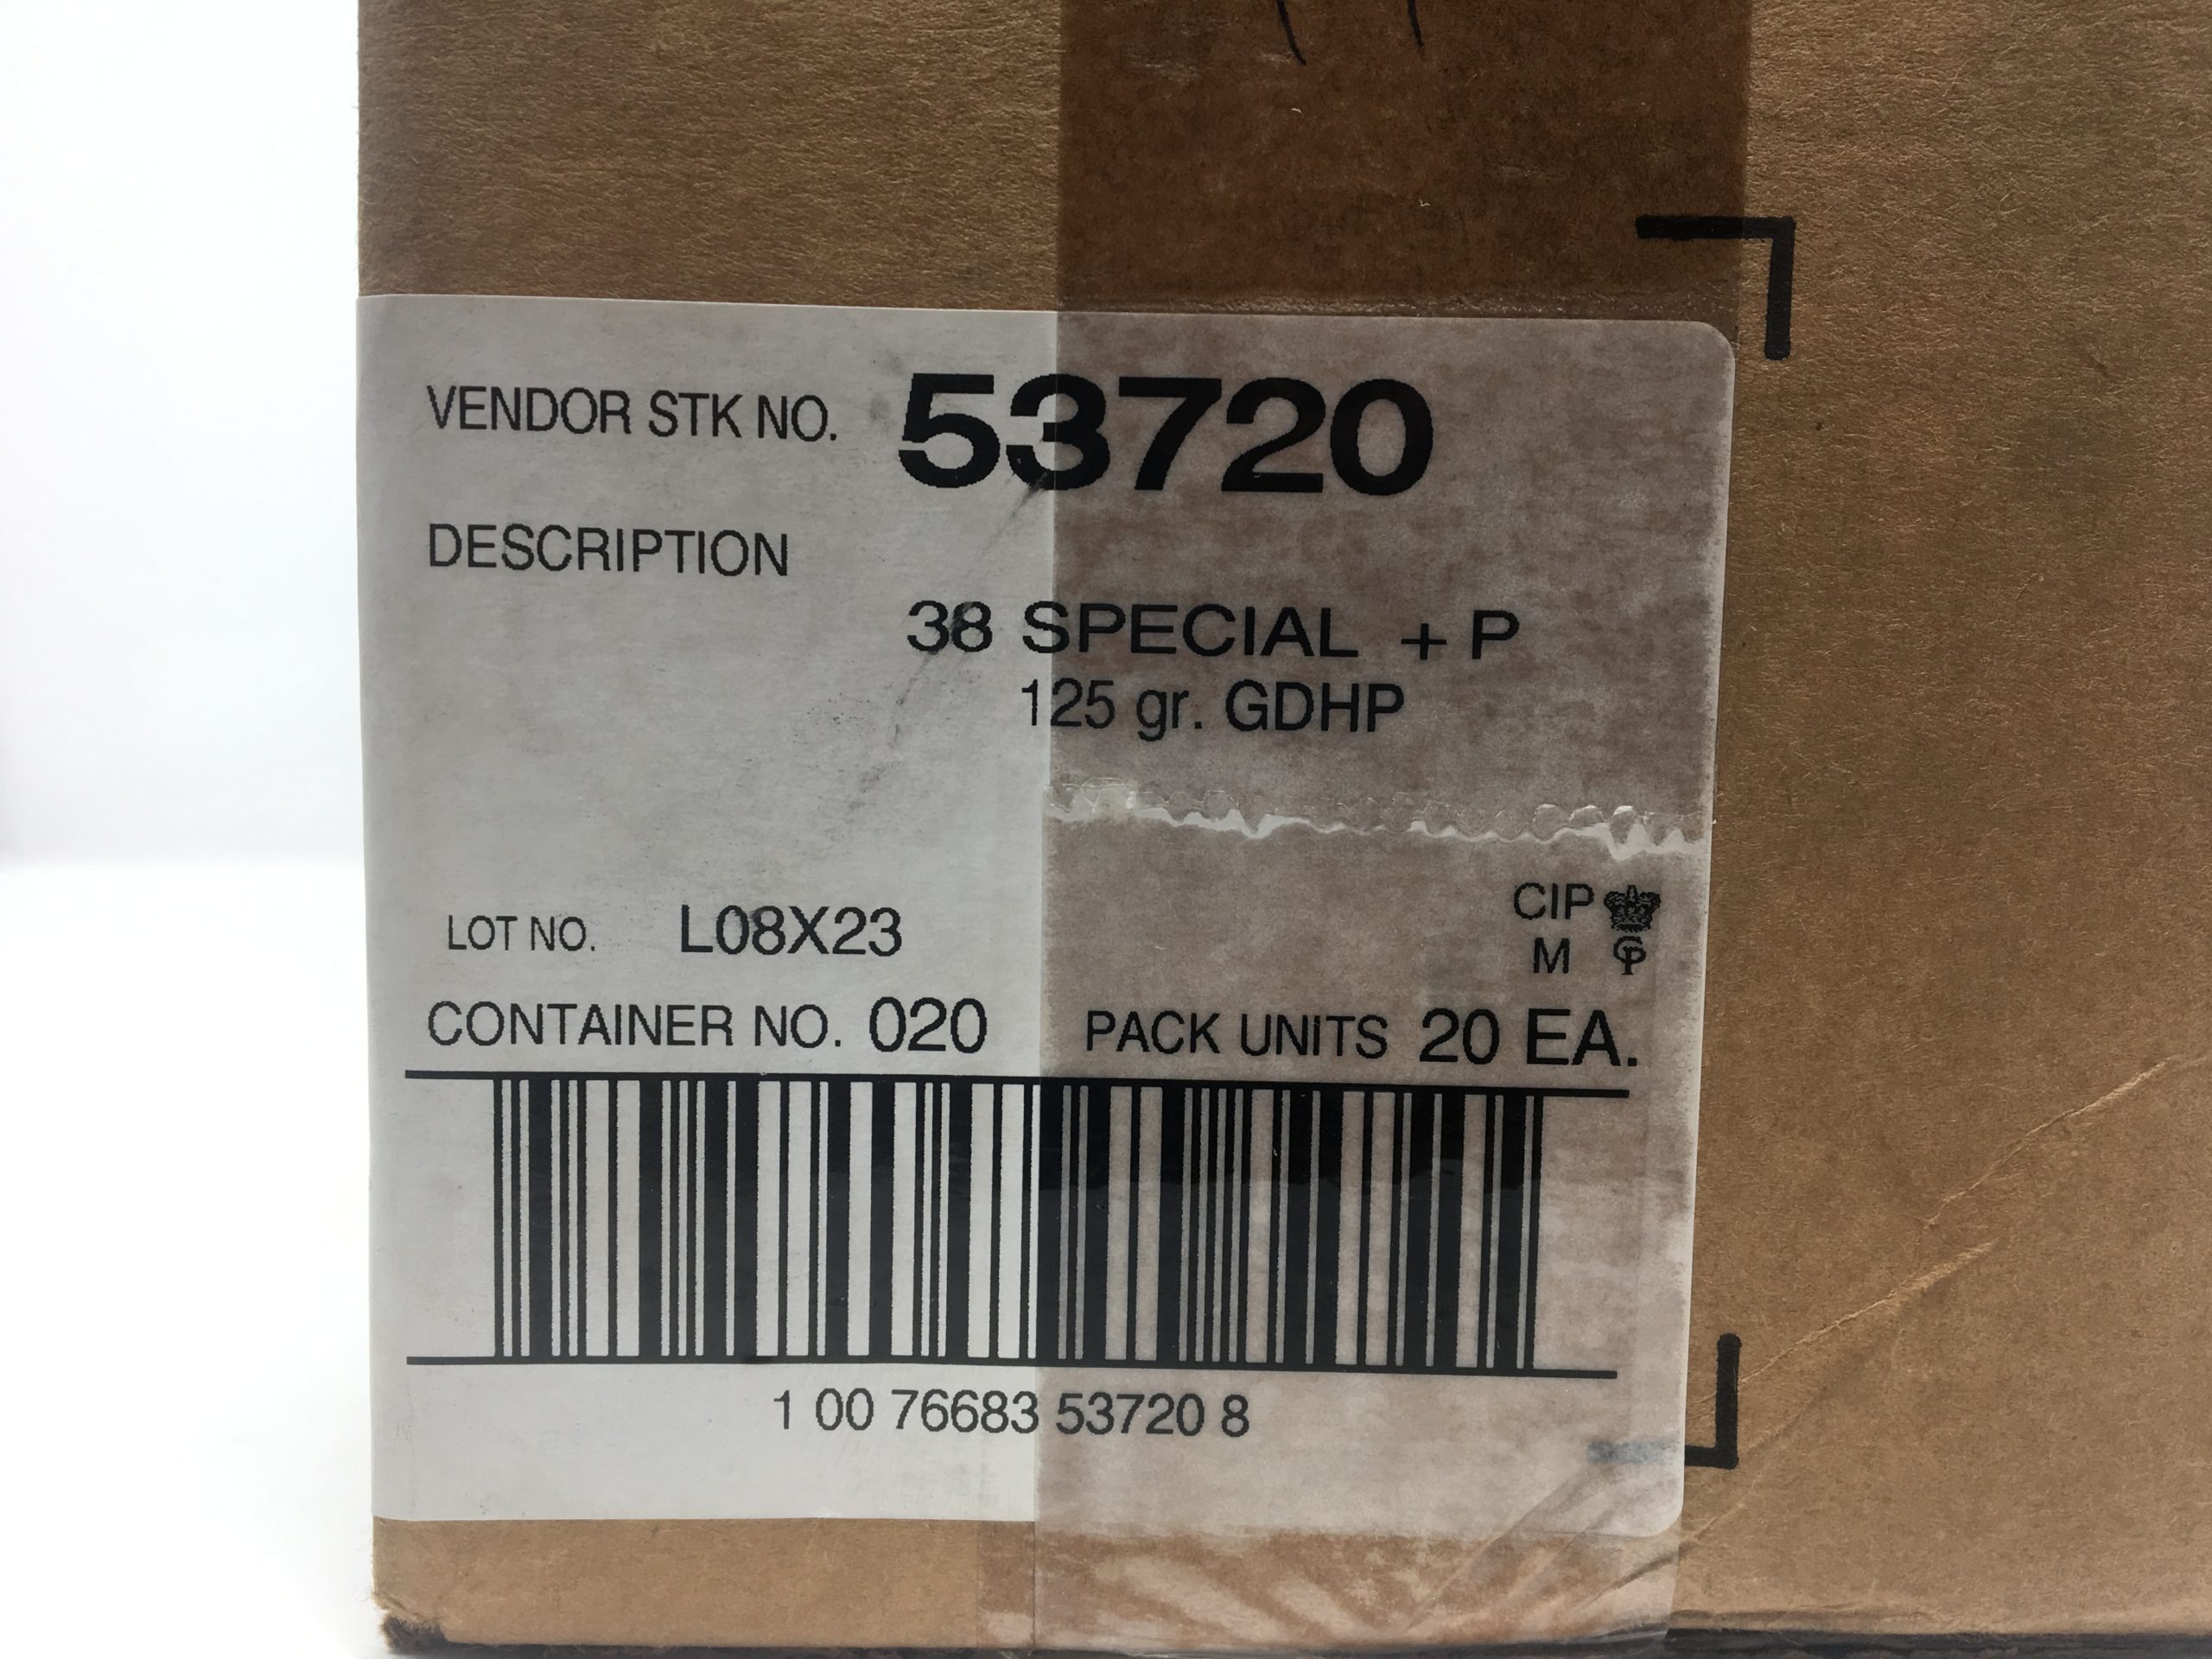 VENDOR STK NO. 53720
DESCRIPTION
38 SPECIAL + P
125 gr. GDHP
CIP
LOT NO. L08X23
M
CONTAINER NO. 020 PACK UNITS 20 EA.
1 00 76683 53720 8